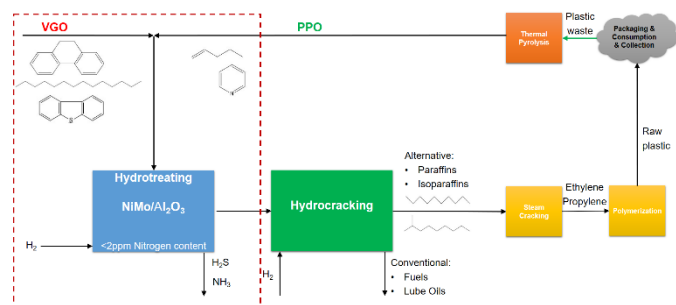 VGO
PPO
Thermal
Pyrolysis
Plastic
waste
Packaging &
Consumption
& Collection
S
N
Raw
plastic
Hydrotreating
NiMo/Al2O3
<2ppm Nitrogen content
H2
H2S
NH3
Hydrocracking
H2
Alternative:
• Paraffins
• Isoparaffins
Conventional:
• Fuels
• Lube Oils
Steam
Cracking
Ethylene
Propylene
Polymerization